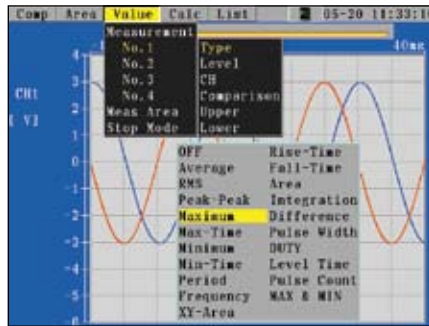 Comp Area Value Calc List 05-20 11:33:1
Measurement
No.1 Type
No.2 Level
No.3 CH
No.4 Comparison
Meas Area Upper
Stop Mode Lower
40ms
CH1
[ V]
4
3
2
1
0
-1
-2
-3
-4
-5
OFF Rise-Time
Average Fall-Time
RMS Area
Peak-Peak Integration
Maximum Difference
Max-Time Pulse Width
Minimum DUTY
Min-Time Level Time
Period Pulse Count
Frequency MAX & MIN
XY-Area